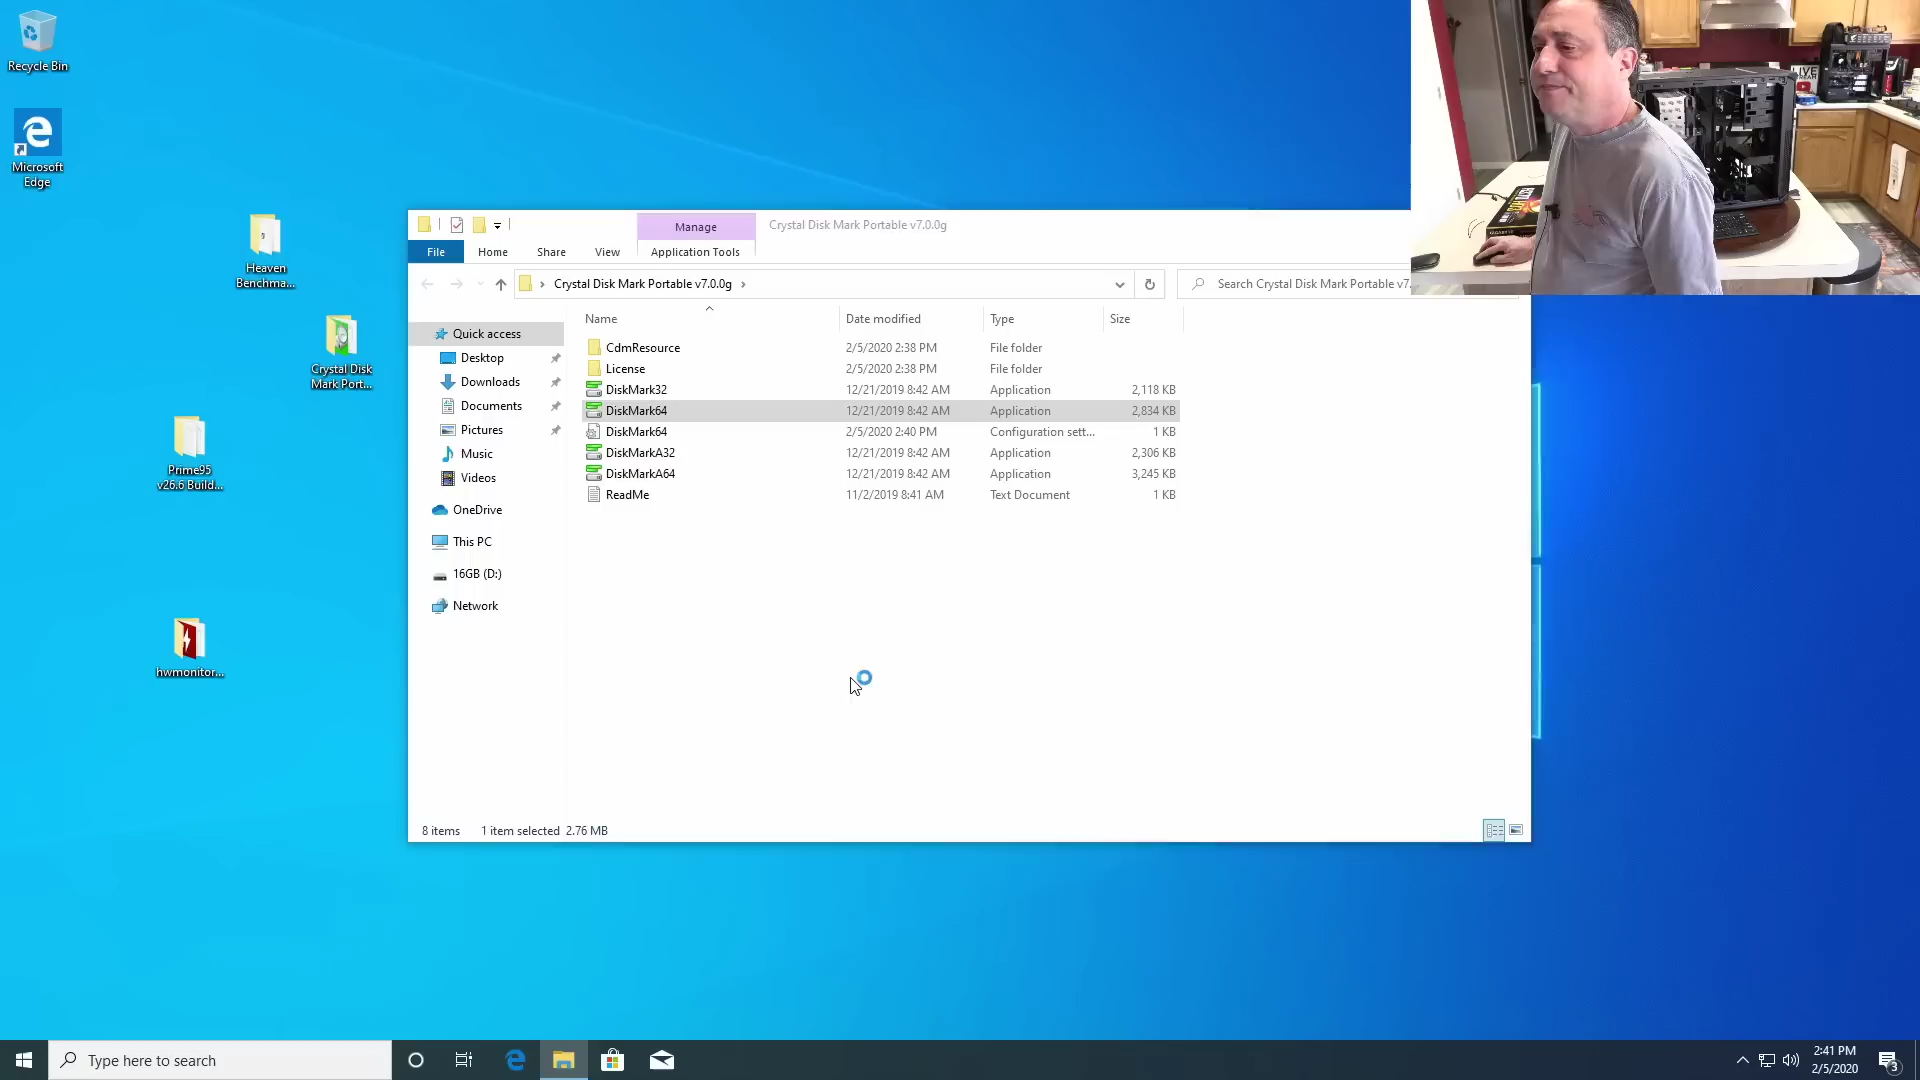 Recycle Bin
Microsoft
Edge
Heaven
Benchma...
Crystal Disk
Mark Port...
Prime95
v26.6 Build...
hwmonitor...
Manage
Crystal Disk Mark Portable v7.0.0g
File
Home
Share
View
Application Tools
Crystal Disk Mark Portable v7.0.0g
Search Crystal Disk Mark Portable v7.
Name
Date modified
Type
Size
Quick access
Desktop
Downloads
Documents
Pictures
Music
Videos
OneDrive
This PC
16GB (D:)
Network
CdmResource 2/5/2020 2:38 PM File folder
License 2/5/2020 2:38 PM File folder
DiskMark32 12/21/2019 8:42 AM Application 2,118 KB
DiskMark64 12/21/2019 8:42 AM Application 2,834 KB
DiskMark64 2/5/2020 2:40 PM Configuration sett... 1 KB
DiskMarkA32 12/21/2019 8:42 AM Application 2,306 KB
DiskMarkA64 12/21/2019 8:42 AM Application 3,245 KB
ReadMe 11/2/2019 8:41 AM Text Document 1 KB
8 items 1 item selected 2.76 MB
LIVE
Type here to search
2:41 PM
2/5/2020
3